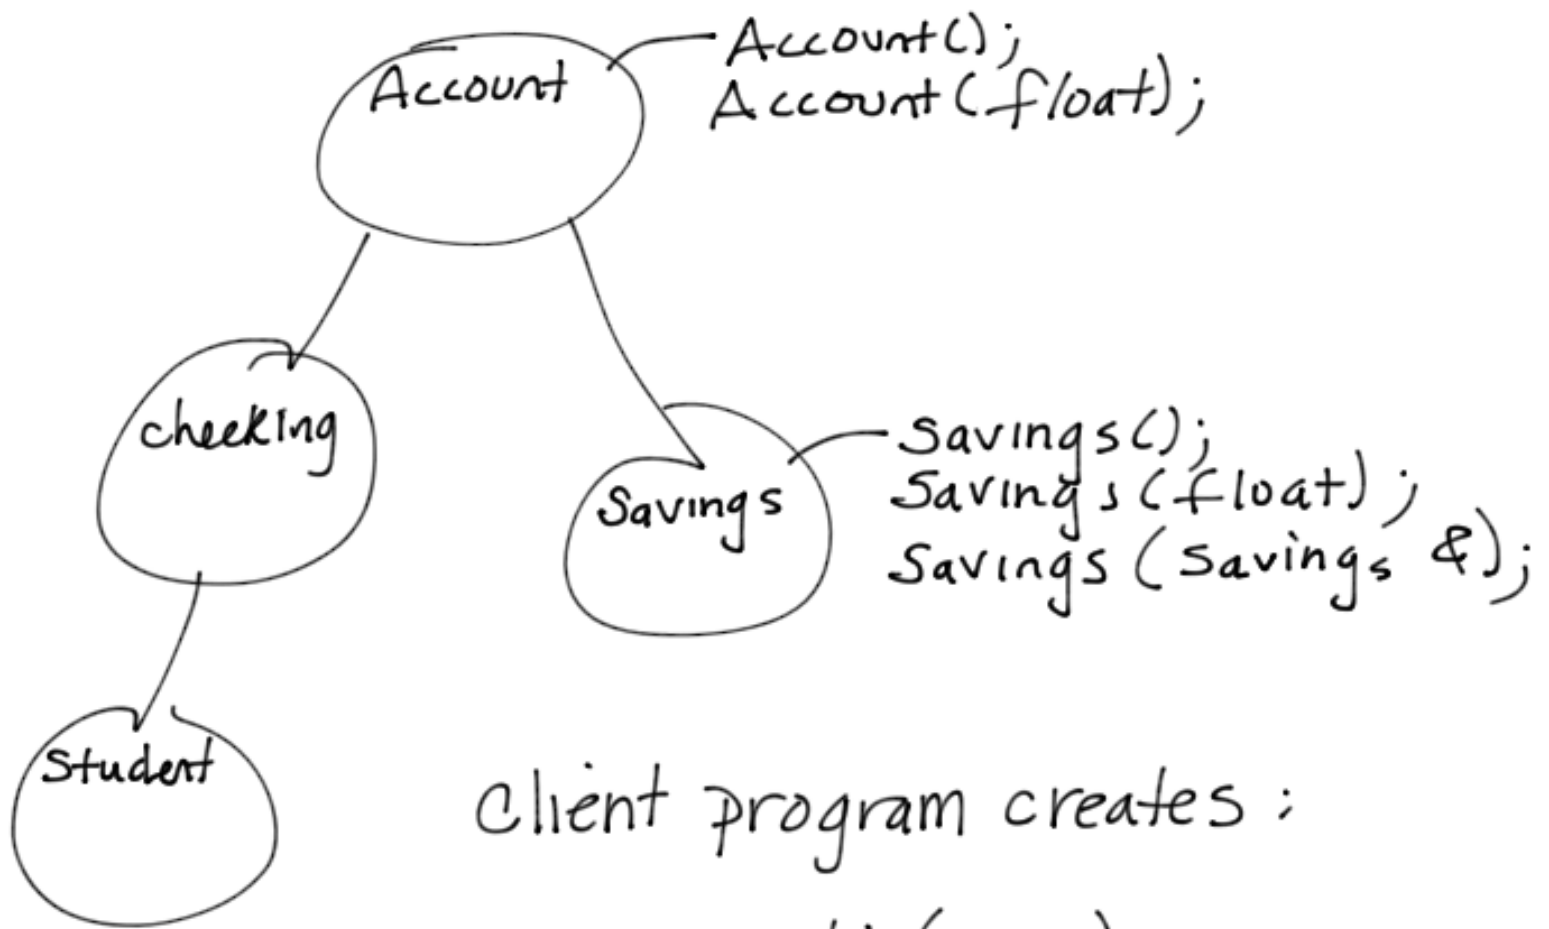 Account();
Account
Account(float);
checking
Savings();
Savings
Savings(float);
Savings(Savings &);
Student
Client program creates: